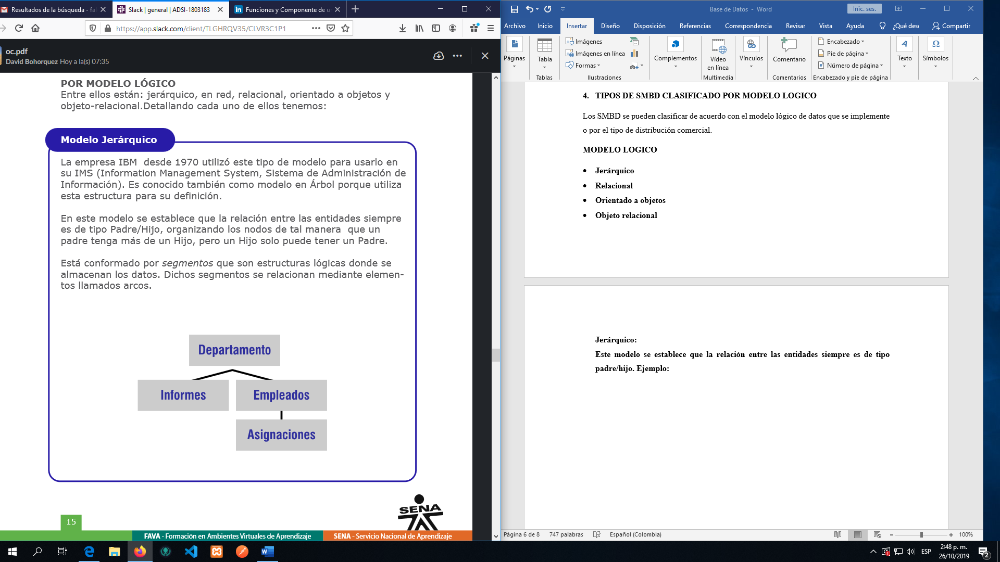 Resultados de la búsqueda - fal
Slack | general | ADSI-1803183
Funciones y Componente de un
https://app.slack.com/client/TLGHRQV35/CLVR3C1P1
oc.pdf
David Bohorquez Hoy a la(s) 07:35
POR MODELO LÓGICO
Entre ellos están: jerárquico, en red, relacional, orientado a objetos y
objeto-relacional.Detallando cada uno de ellos tenemos:
Modelo Jerárquico
La empresa IBM desde 1970 utilizó este tipo de modelo para usarlo en
su IMS (Information Management System, Sistema de Administración de
Información). Es conocido también como modelo en Árbol porque utiliza
esta estructura para su definición.
En este modelo se establece que la relación entre las entidades siempre
es de tipo Padre/Hijo, organizando los nodos de tal manera que un
padre tenga más de un Hijo, pero un Hijo solo puede tener un Padre.
Está conformado por segmentos que son estructuras lógicas donde se
almacenan los datos. Dichos segmentos se relacionan mediante elemen-
tos llamados arcos.
Departamento
Informes
Empleados
Asignaciones
SENA
15
FAVA - Formación en Ambientes Virtuales de Aprendizaje
SENA - Servicio Nacional de Aprendizaje
Base de Datos - Word
Inic. ses.
Archivo
Inicio
Insertar
Diseño
Disposición
Referencias
Correspondencia
Revisar
Vista
Ayuda
¿Qué des
Compartir
Páginas
Tabla
Tablas
Imágenes
Imágenes en línea
Formas
Ilustraciones
Complementos
Vídeo
en línea
Multimedia
Vínculos
Comentario
Comentarios
Encabezado
Pie de página
Número de página
Encabezado y pie de página
Texto
Símbolos
4. TIPOS DE SMBD CLASIFICADO POR MODELO LOGICO
Los SMBD se pueden clasificar de acuerdo con el modelo lógico de datos que se implemente
o por el tipo de distribución comercial.
MODELO LOGICO
• Jerárquico
• Relacional
• Orientado a objetos
• Objeto relacional
Jerárquico:
Este modelo se establece que la relación entre las entidades siempre es de tipo
padre/hijo. Ejemplo:
Página 6 de 8
747 palabras
Español (Colombia)
100%
ESP
2:48 p. m.
26/10/2019
2